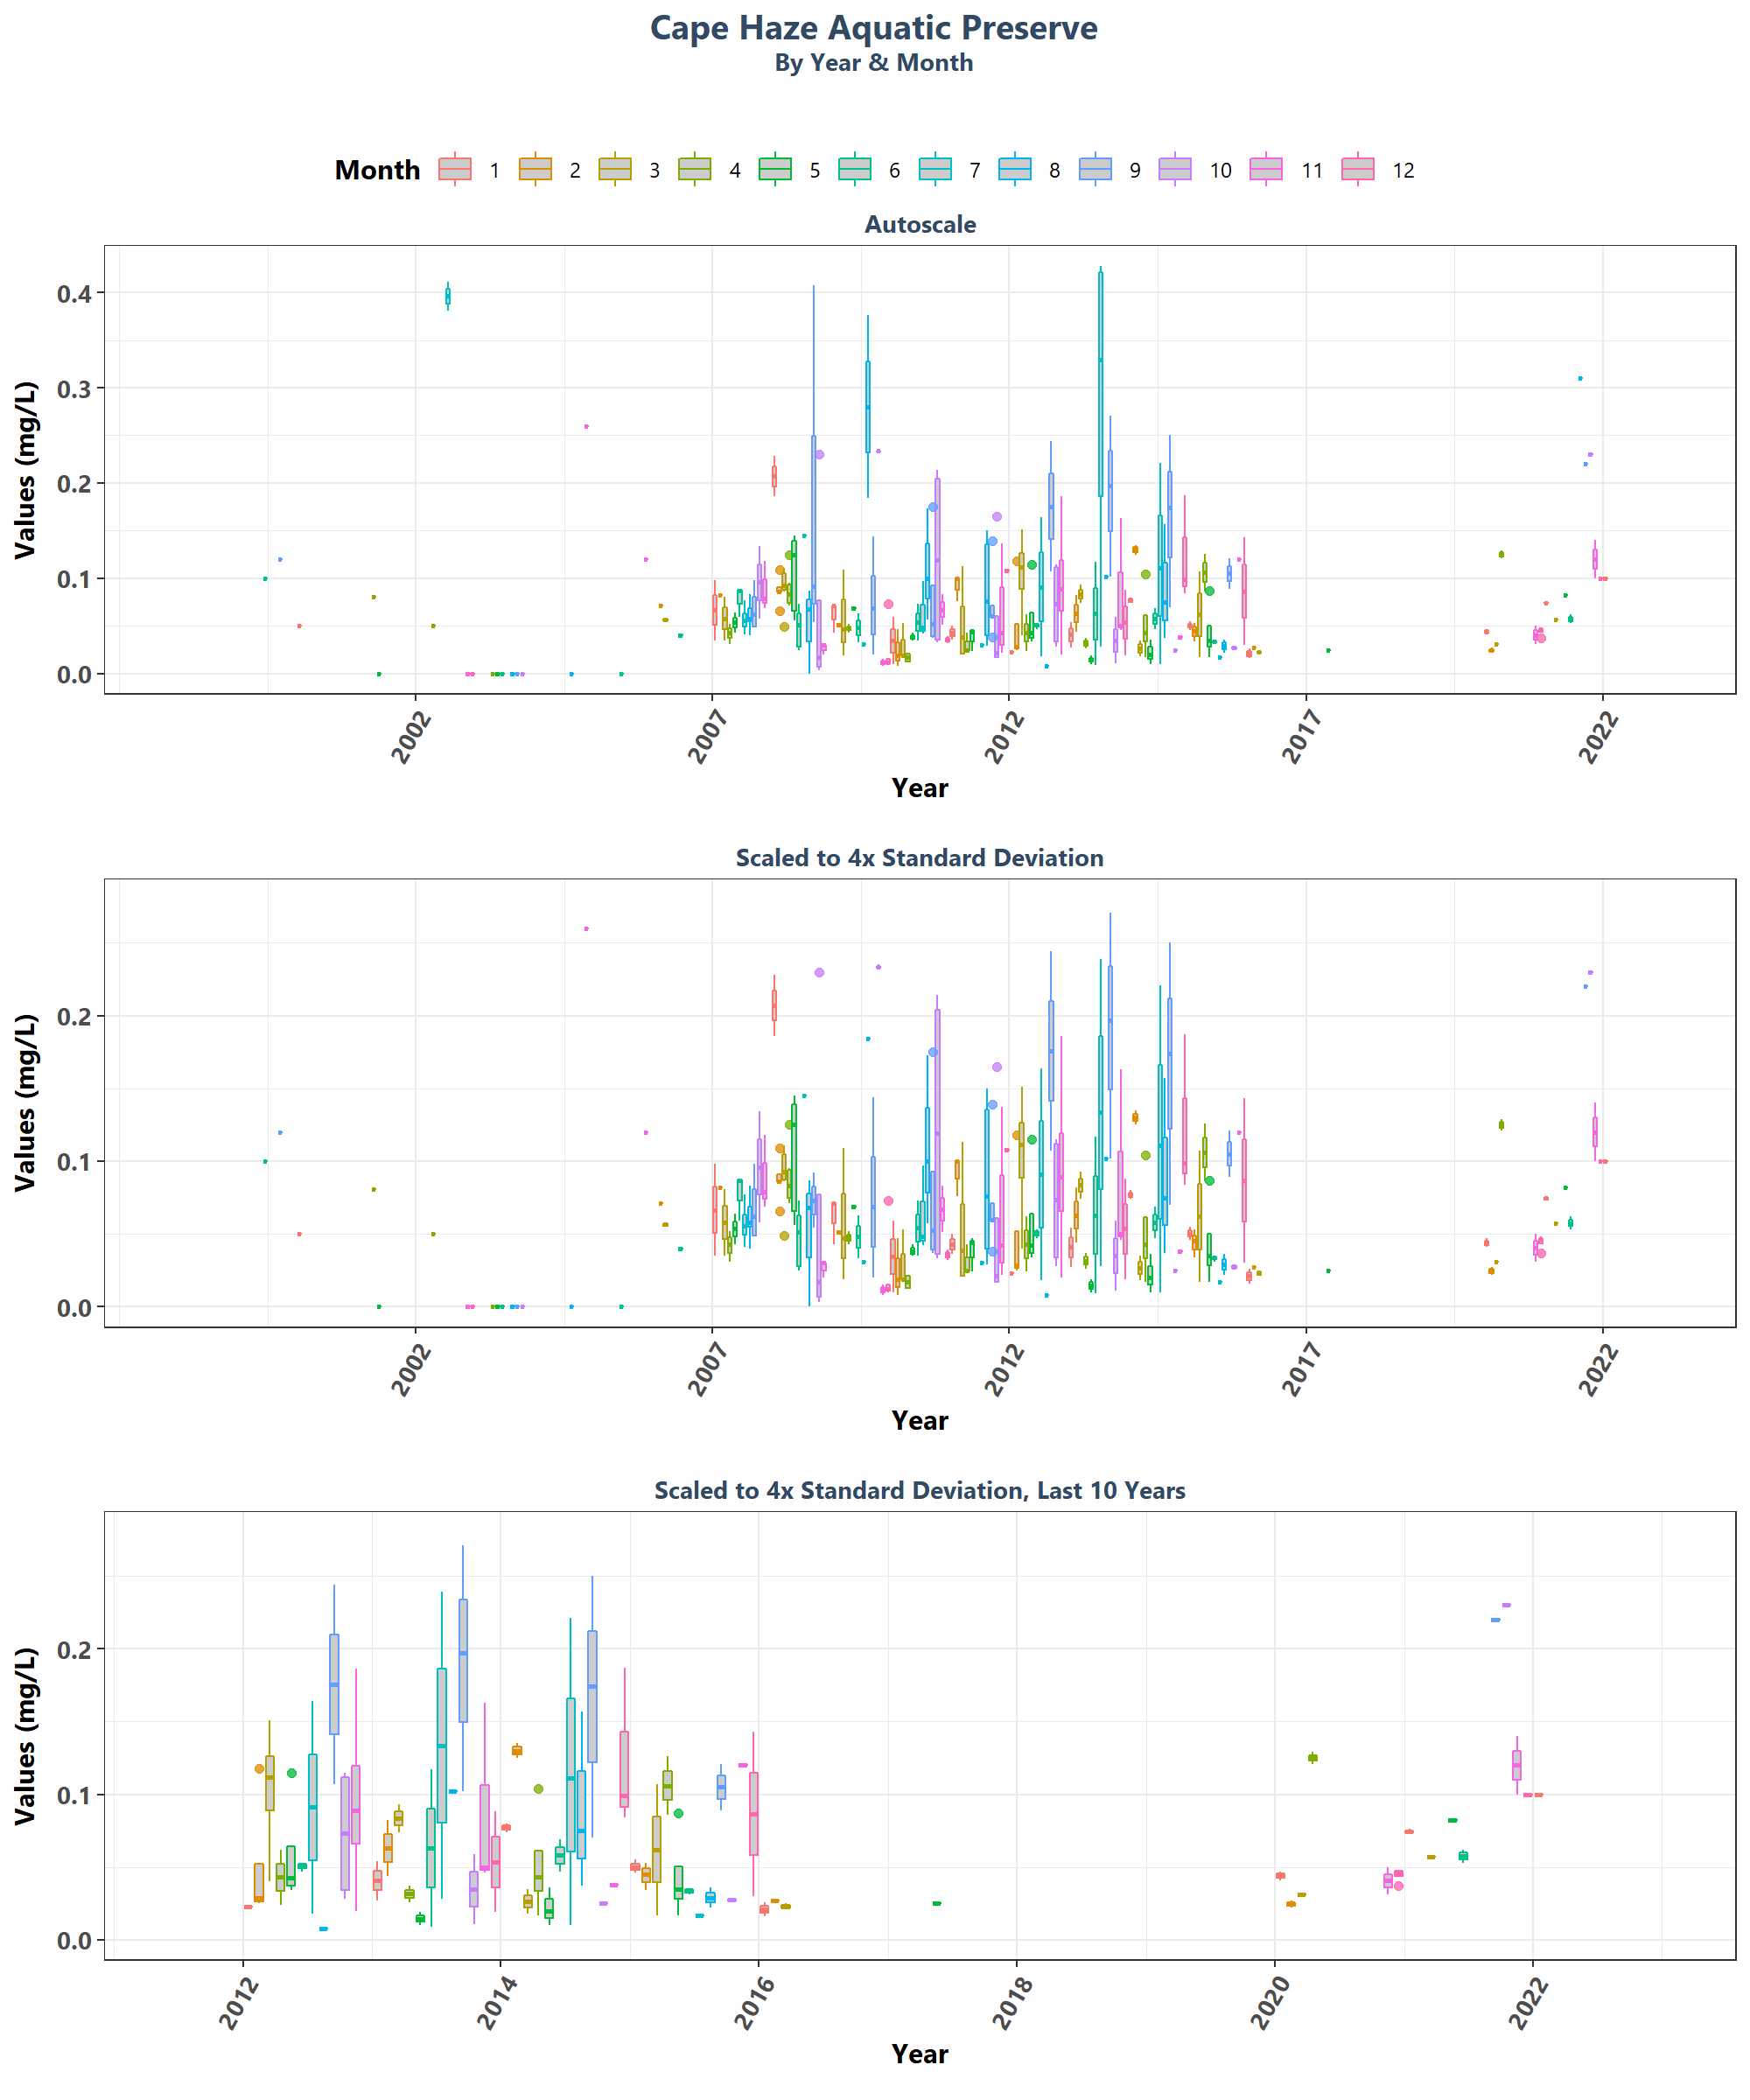 Cape Haze Aquatic Preserve
By Year & Month
Month 1 2 3 4 5 6 7 8 9 10 11 12
Autoscale
Values (mg/L)
0.4
0.3
0.2
0.1
0.0
2002 2007 2012 2017 2022
Year
Scaled to 4x Standard Deviation
Values (mg/L)
0.2
0.1
0.0
2002 2007 2012 2017 2022
Year
Scaled to 4x Standard Deviation, Last 10 Years
Values (mg/L)
0.2
0.1
0.0
2012 2014 2016 2018 2020 2022
Year